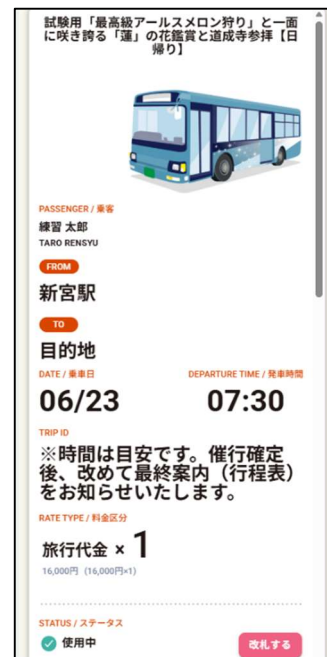 試験用「最高級アールスメロン狩り」と一面
に咲き誇る「蓮」の花鑑賞と道成寺参拝【日
帰り】
PASSENGER / 乗客
練習 太郎
TARO RENSYU
FROM
新宮駅
TO
目的地
DATE / 乗車日
DEPARTURE TIME / 発車時間
06/23
07:30
TRIP ID
※時間は目安です。催行確定
後、改めて最終案内（行程表）
をお知らせいたします。
RATE TYPE / 料金区分
旅行代金 × 1
16,000円 (16,000円×1)
STATUS / ステータス
使用中
改札する